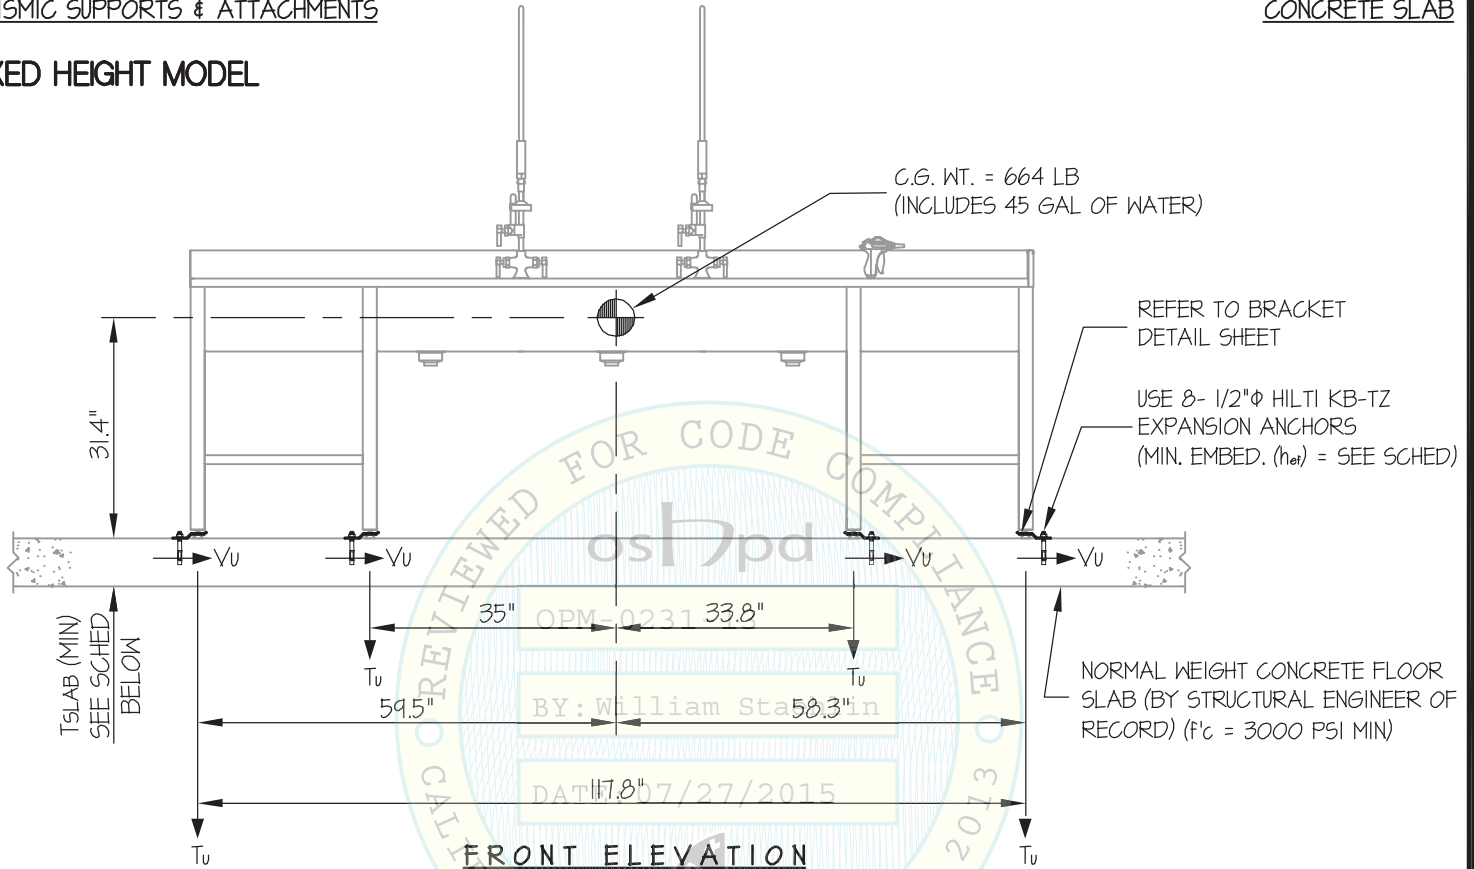 ISMIC SUPPORTS & ATTACHMENTS
CONCRETE SLAB
XED HEIGHT MODEL
C.G. WT. = 664 LB
(INCLUDES 45 GAL OF WATER)
REFER TO BRACKET
DETAIL SHEET
USE 8- 1/2"Φ HILTI KB-TZ
EXPANSION ANCHORS
(MIN. EMBED. (hef) = SEE SCHED)
31.4"
VU
VU
VU
VU
TSLAB (MIN)
SEE SCHED
BELOW
35"
33.8"
TU
TU
59.5"
58.3"
117.8"
TU
TU
NORMAL WEIGHT CONCRETE FLOOR
SLAB (BY STRUCTURAL ENGINEER OF
RECORD) (f'c = 3000 PSI MIN)
REVIEWED FOR CODE COMPLIANCE
oshpd
OPM-0231-13
BY: William Sta
in
DATE: 07/27/2015
CALI
2013
FRONT ELEVATION